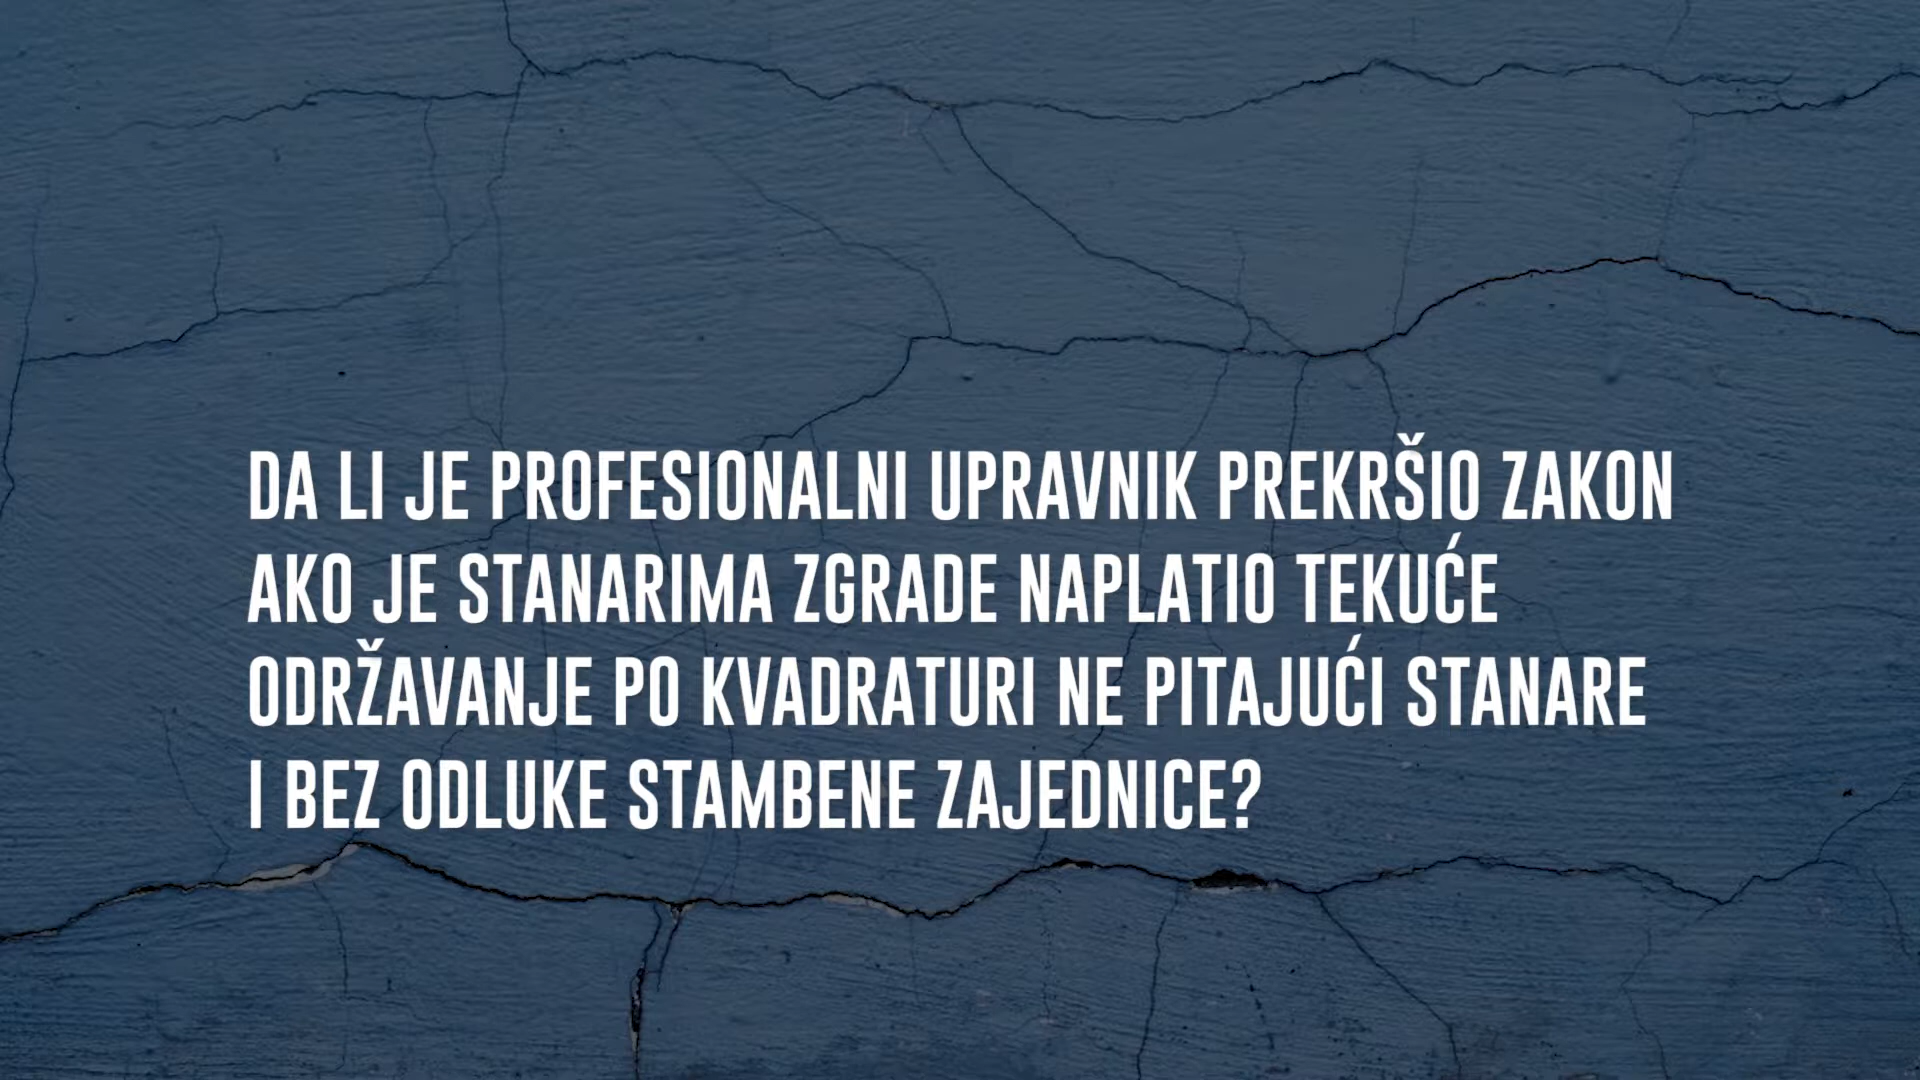 DA LI JE PROFESIONALNI UPRAVNIK PREKRŠIO ZAKON
AKO JE STANARIMA ZGRADE NAPLATIO TEKUĆE
ODRŽAVANJE PO KVADRATURI NE PITAJUĆI STANARE
I BEZ ODLUKE STAMBENE ZAJEDNICE?